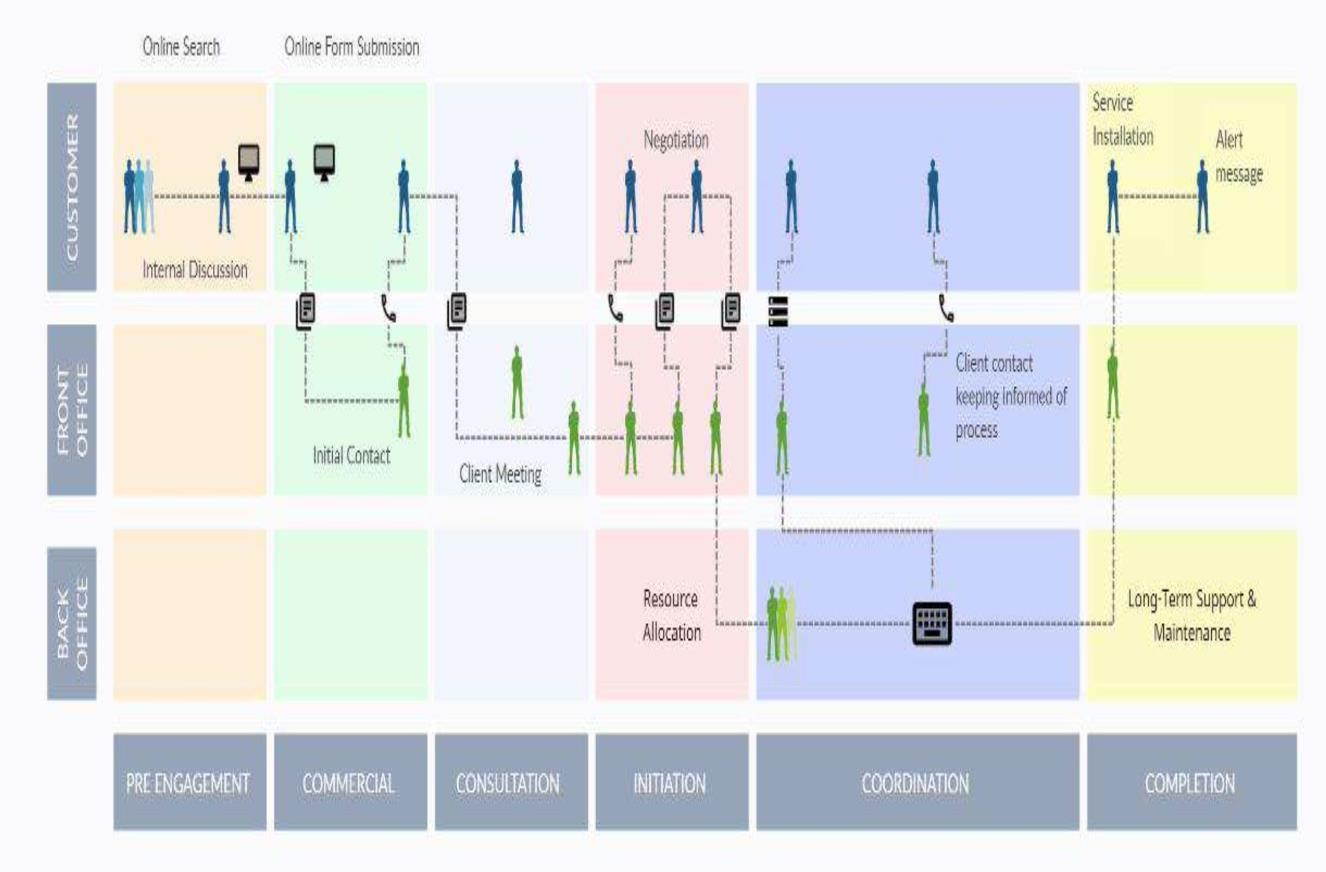 Online Search
Online Form Submission
CUSTOMER
Internal Discussion
Negotiation
Service
Installation
Alert
message
FRONT
OFFICE
Initial Contact
Client Meeting
Client contact
keeping informed of
process
BACK
OFFICE
Resource
Allocation
Long-Term Support &
Maintenance
PRE ENGAGEMENT
COMMERCIAL
CONSULTATION
INITIATION
COORDINATION
COMPLETION